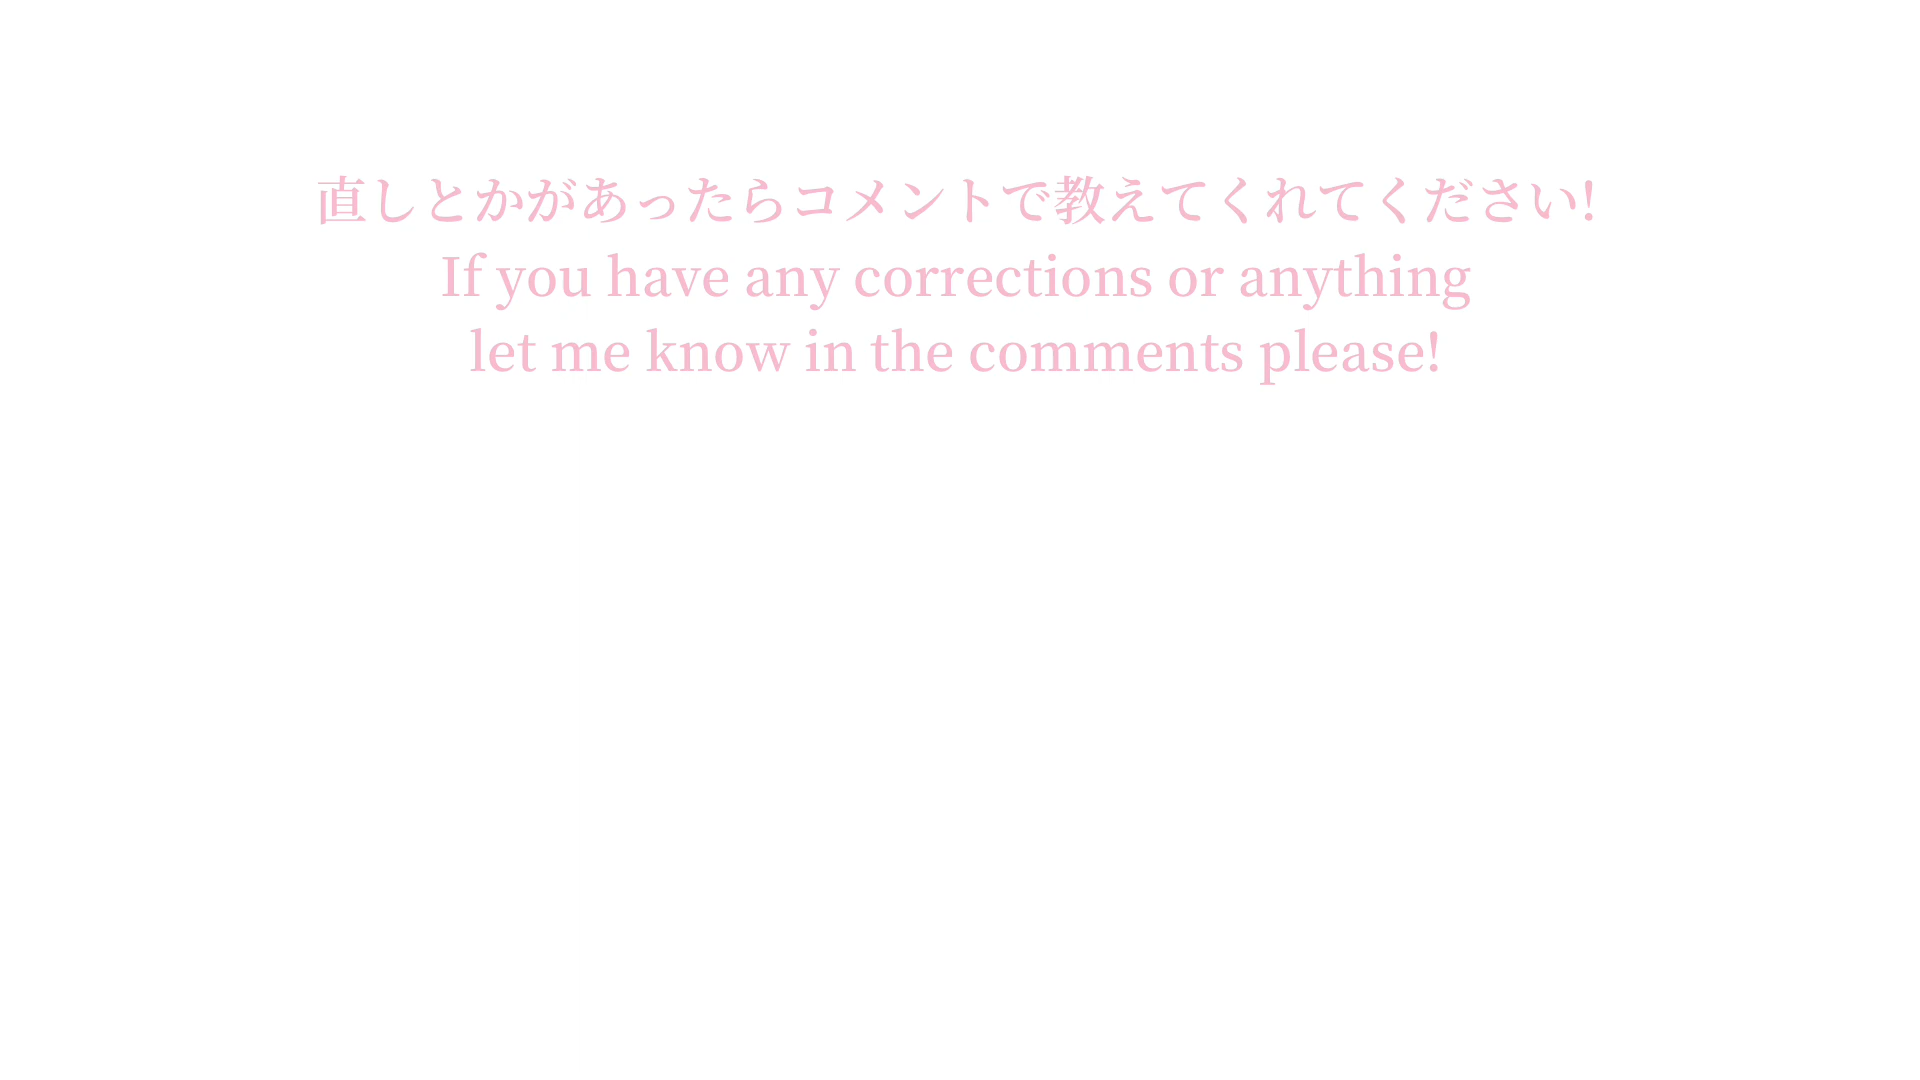 直しとかがあったらコメントで教えてくれてください!
If you have any corrections or anything
let me know in the comments please!